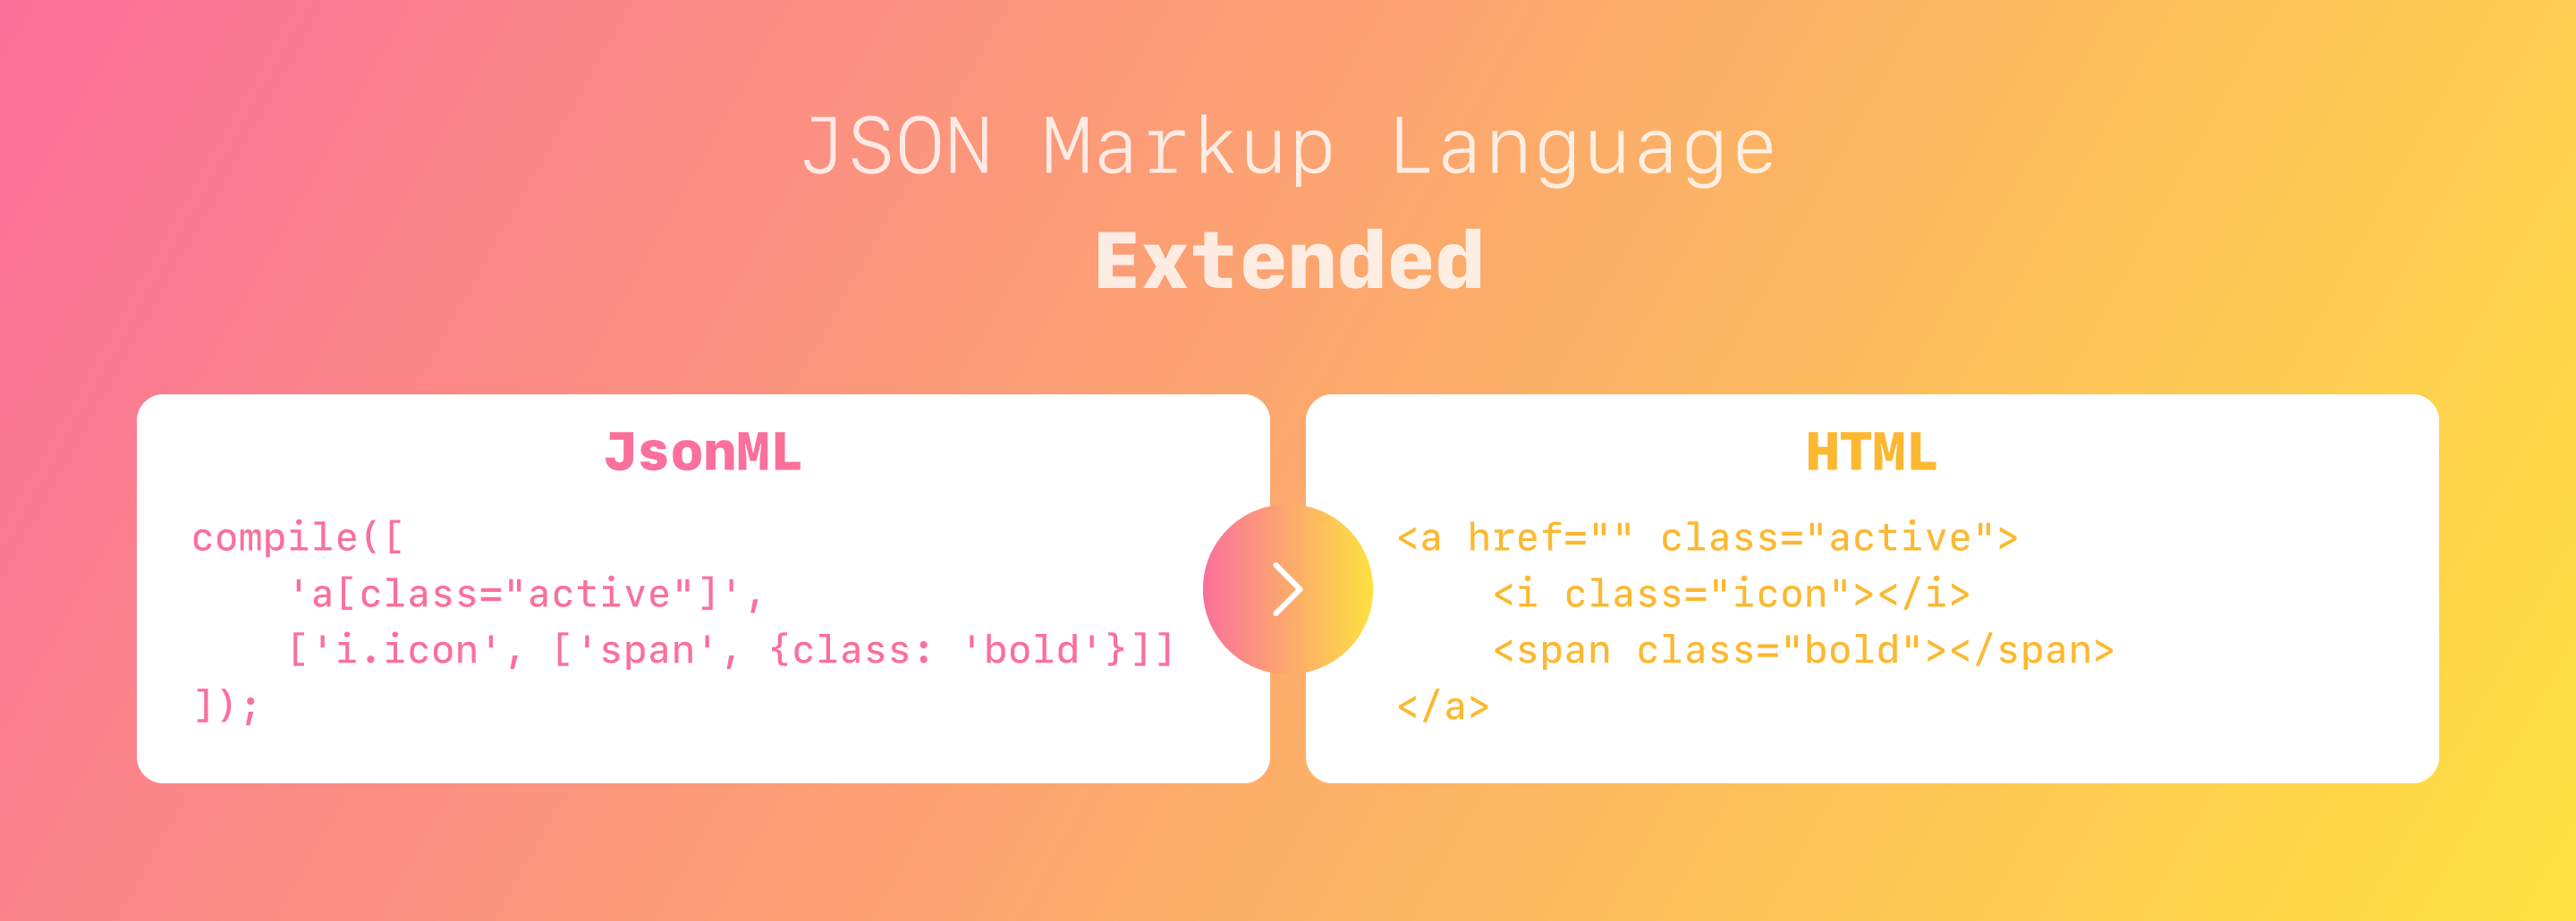 JSON Markup Language
Extended
JsonML
compile([
    'a[class="active"]',
    ['i.icon', ['span', {class: 'bold'}]]
]);
HTML
<a href="" class="active">
    <i class="icon"></i>
    <span class="bold"></span>
</a>